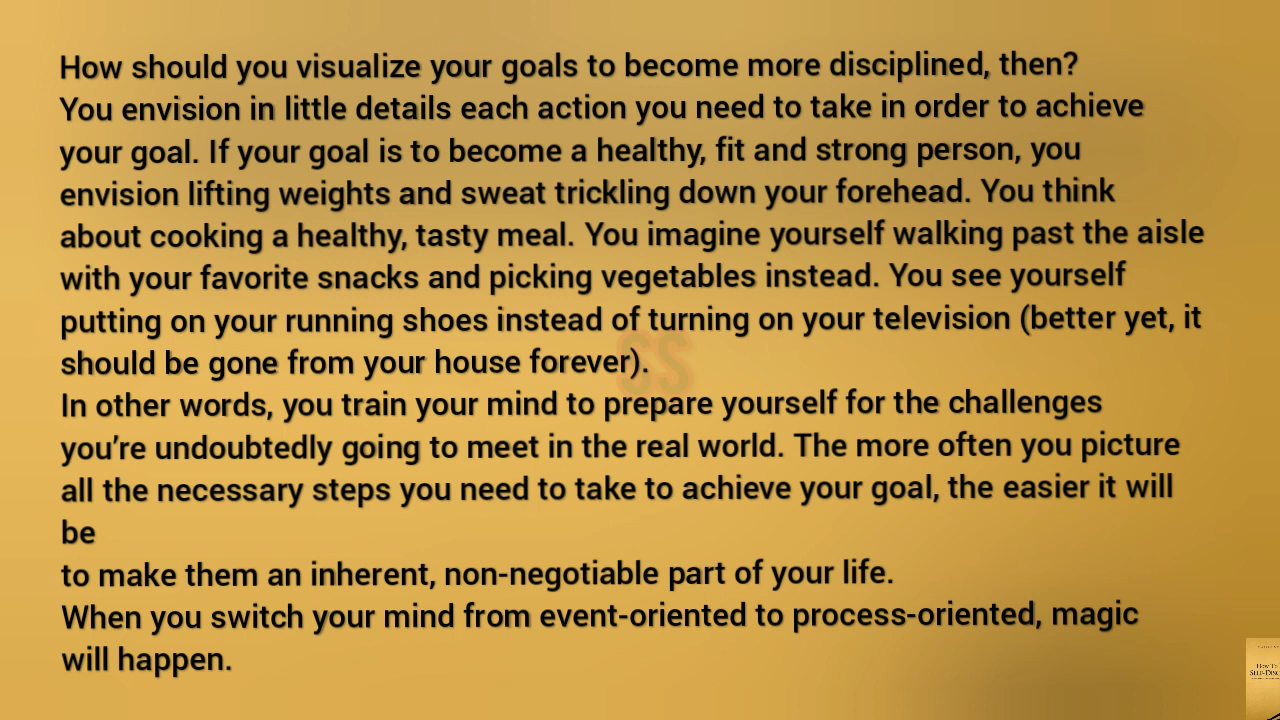 How should you visualize your goals to become more disciplined, then?
You envision in little details each action you need to take in order to achieve
your goal. If your goal is to become a healthy, fit and strong person, you
envision lifting weights and sweat trickling down your forehead. You think
about cooking a healthy, tasty meal. You imagine yourself walking past the aisle
with your favorite snacks and picking vegetables instead. You see yourself
putting on your running shoes instead of turning on your television (better yet, it
should be gone from your house forever).
SS
In other words, you train your mind to prepare yourself for the challenges
you’re undoubtedly going to meet in the real world. The more often you picture
all the necessary steps you need to take to achieve your goal, the easier it will
be
to make them an inherent, non-negotiable part of your life.
When you switch your mind from event-oriented to process-oriented, magic
will happen.
How To